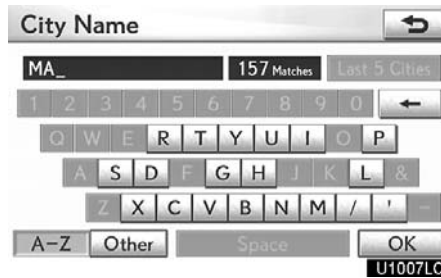 City Name
MA_ 157 Matches Last 5 Cities
1 2 3 4 5 6 7 8 9 0 ←
Q W E R T Y U I O P
A S D F G H J K L &
Z X C V B N M / ' -
A-Z Other Space OK
U1007LC